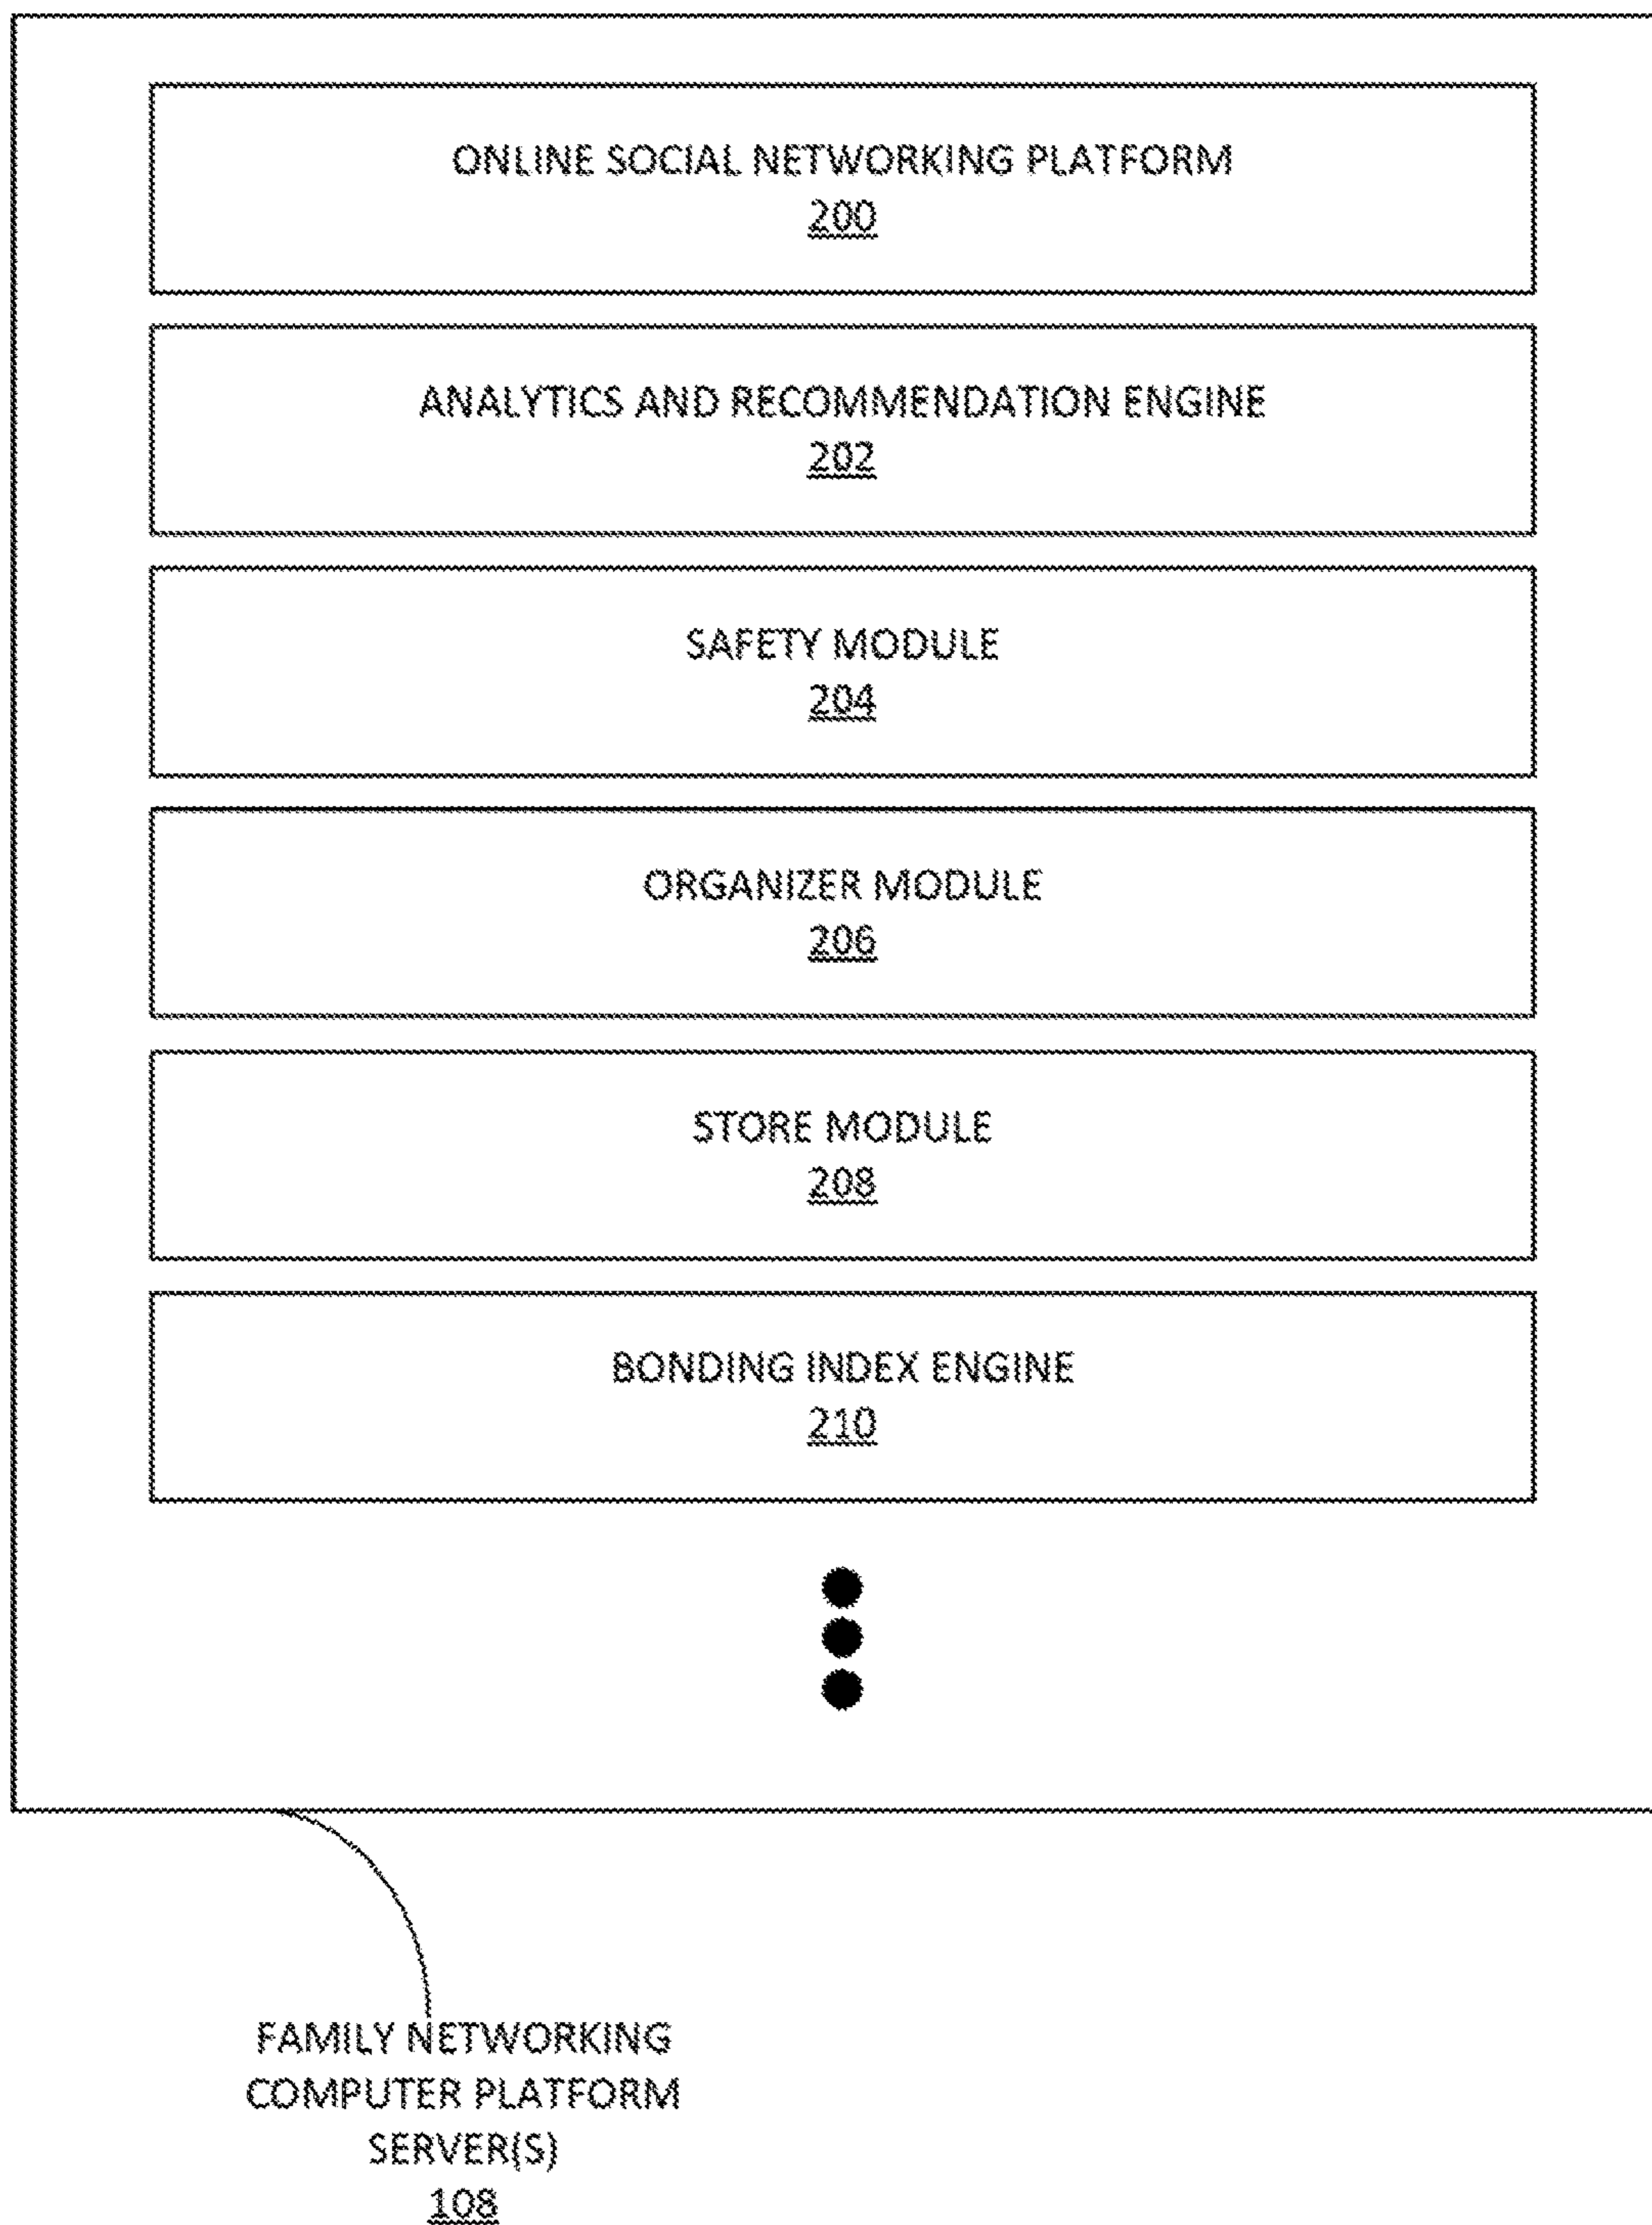 ONLINE SOCIAL NETWORKING PLATFORM
200
ANALYTICS AND RECOMMENDATION ENGINE
202
SAFETY MODULE
204
ORGANIZER MODULE
206
STORE MODULE
208
BONDING INDEX ENGINE
210
FAMILY NETWORKING
COMPUTER PLATFORM
SERVER(S)
108